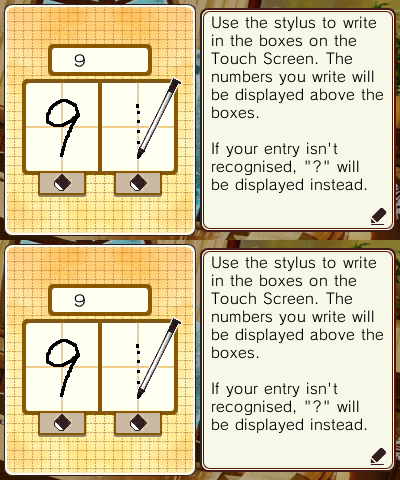 9
9
Use the stylus to write
in the boxes on the
Touch Screen. The
numbers you write will
be displayed above the
boxes.
If your entry isn't
recognised, "?" will
be displayed instead.
9
9
Use the stylus to write
in the boxes on the
Touch Screen. The
numbers you write will
be displayed above the
boxes.
If your entry isn't
recognised, "?" will
be displayed instead.